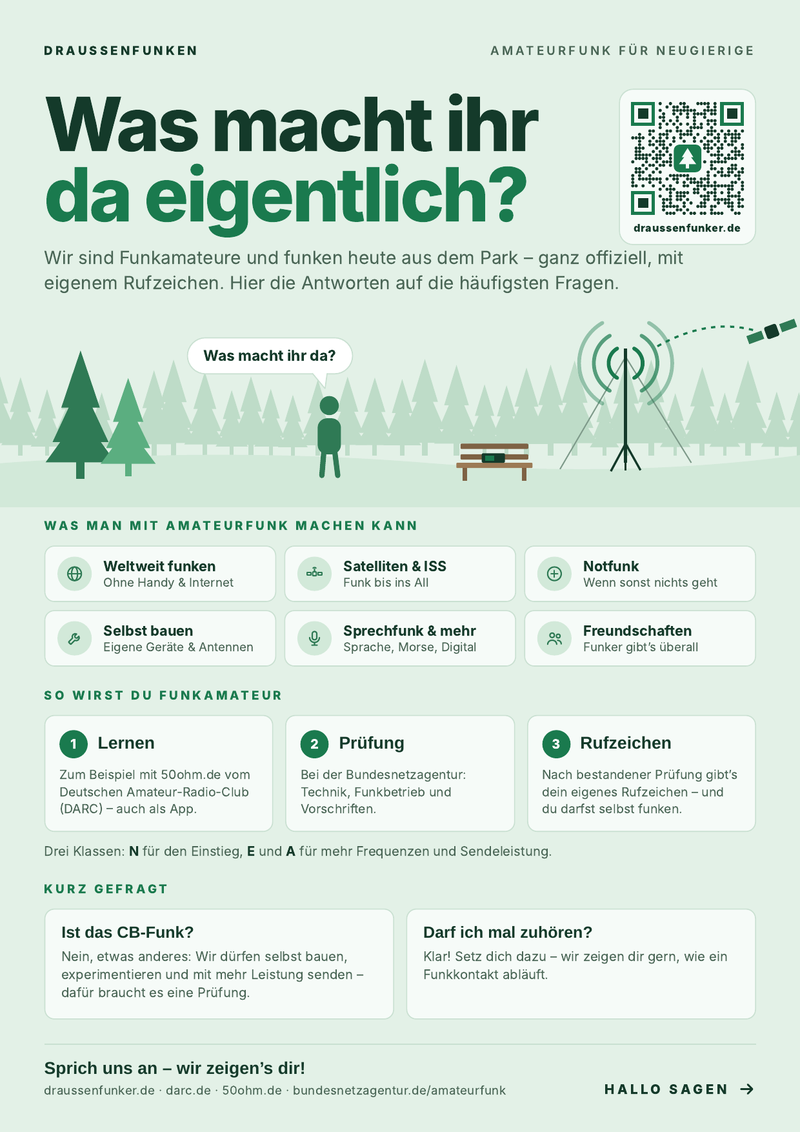 DRAUSSENFUNKEN
AMATEURFUNK FÜR NEUGIERIGE
Was macht ihr
da eigentlich?
draussenfunker.de
Wir sind Funkamateure und funken heute aus dem Park – ganz offiziell, mit
eigenem Rufzeichen. Hier die Antworten auf die häufigsten Fragen.
Was macht ihr da?
WAS MAN MIT AMATEURFUNK MACHEN KANN
Weltweit funken
Ohne Handy & Internet
Satelliten & ISS
Funk bis ins All
Notfunk
Wenn sonst nichts geht
Selbst bauen
Eigene Geräte & Antennen
Sprechfunk & mehr
Sprache, Morse, Digital
Freundschaften
Funker gibt’s überall
SO WIRST DU FUNKAMATEUR
1 Lernen
Zum Beispiel mit 50ohm.de vom
Deutschen Amateur-Radio-Club
(DARC) – auch als App.
2 Prüfung
Bei der Bundesnetzagentur:
Technik, Funkbetrieb und
Vorschriften.
3 Rufzeichen
Nach bestandener Prüfung gibt’s
dein eigenes Rufzeichen – und
du darfst selbst funken.
Drei Klassen: N für den Einstieg, E und A für mehr Frequenzen und Sendeleistung.
KURZ GEFRAGT
Ist das CB-Funk?
Nein, etwas anderes: Wir dürfen selbst bauen,
experimentieren und mit mehr Leistung senden –
dafür braucht es eine Prüfung.
Darf ich mal zuhören?
Klar! Setz dich dazu – wir zeigen dir gern, wie ein
Funkkontakt abläuft.
Sprich uns an – wir zeigen’s dir!
draussenfunker.de · darc.de · 50ohm.de · bundesnetzagentur.de/amateurfunk
HALLO SAGEN →